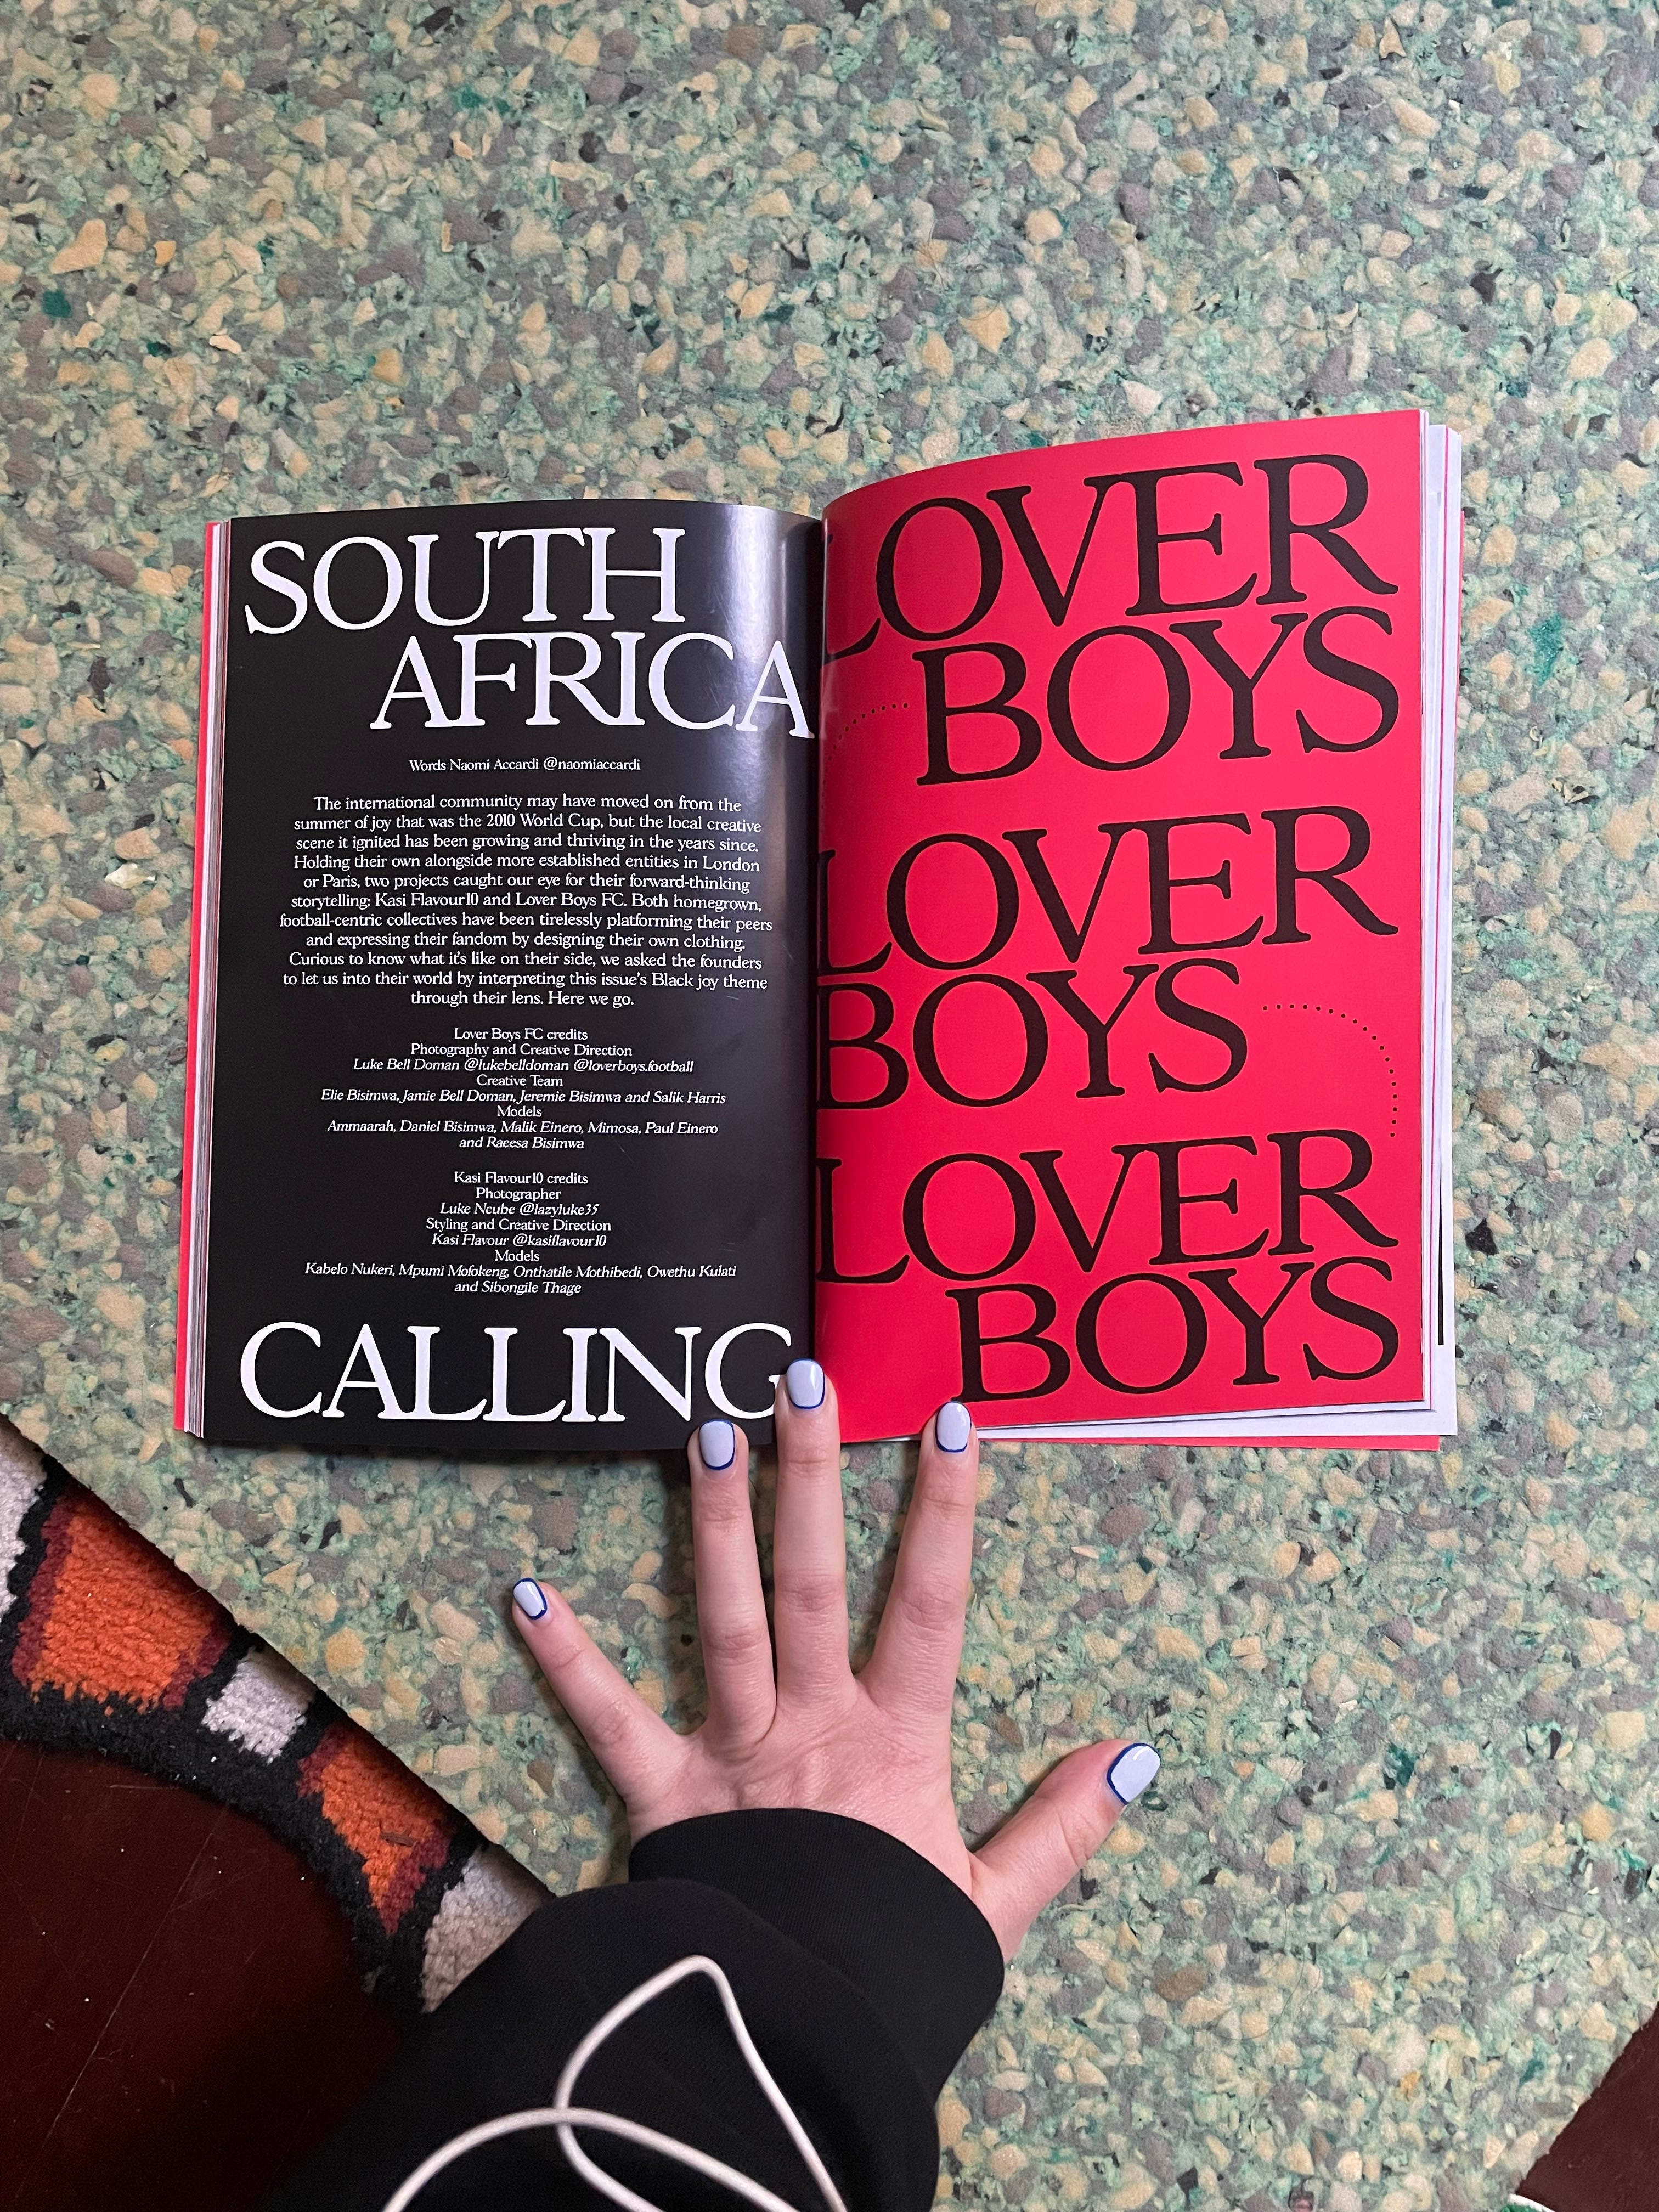 SOUTH
AFRICA
Words Naomi Accardi @naomiaccardi
The international community may have moved on from the
summer of joy that was the 2010 World Cup, but the local creative
scene it ignited has been growing and thriving in the years since.
Holding their own alongside more established entities in London
or Paris, two projects caught our eye for their forward-thinking
storytelling: Kasi Flavour10 and Lover Boys FC. Both homegrown,
football-centric collectives have been tirelessly platforming their peers
and expressing their fandom by designing their own clothing.
Curious to know what it's like on their side, we asked the founders
to let us into their world by interpreting this issue's Black joy theme
through their lens. Here we go.
Lover Boys FC credits
Photography and Creative Direction
Luke Bell Doman @lukebelldoman @loverboys.football
Creative Team
Elie Bisimwa, Jamie Bell Doman, Jeremie Bisimwa and Salik Harris
Models
Ammaarah, Daniel Bisimwa, Malik Einero, Mimosa, Paul Einero
and Raeesa Bisimwa
Kasi Flavour10 credits
Photographer
Luke Ncube @lazyluke35
Styling and Creative Direction
Kasi Flavour @kasiflavour10
Models
Kabelo Nukeri, Mpumi Mofokeng, Onthatile Mothibedi, Owethu Kulati
and Sibongile Thage
CALLING
LOVER
BOYS
LOVER
BOYS
LOVER
BOYS